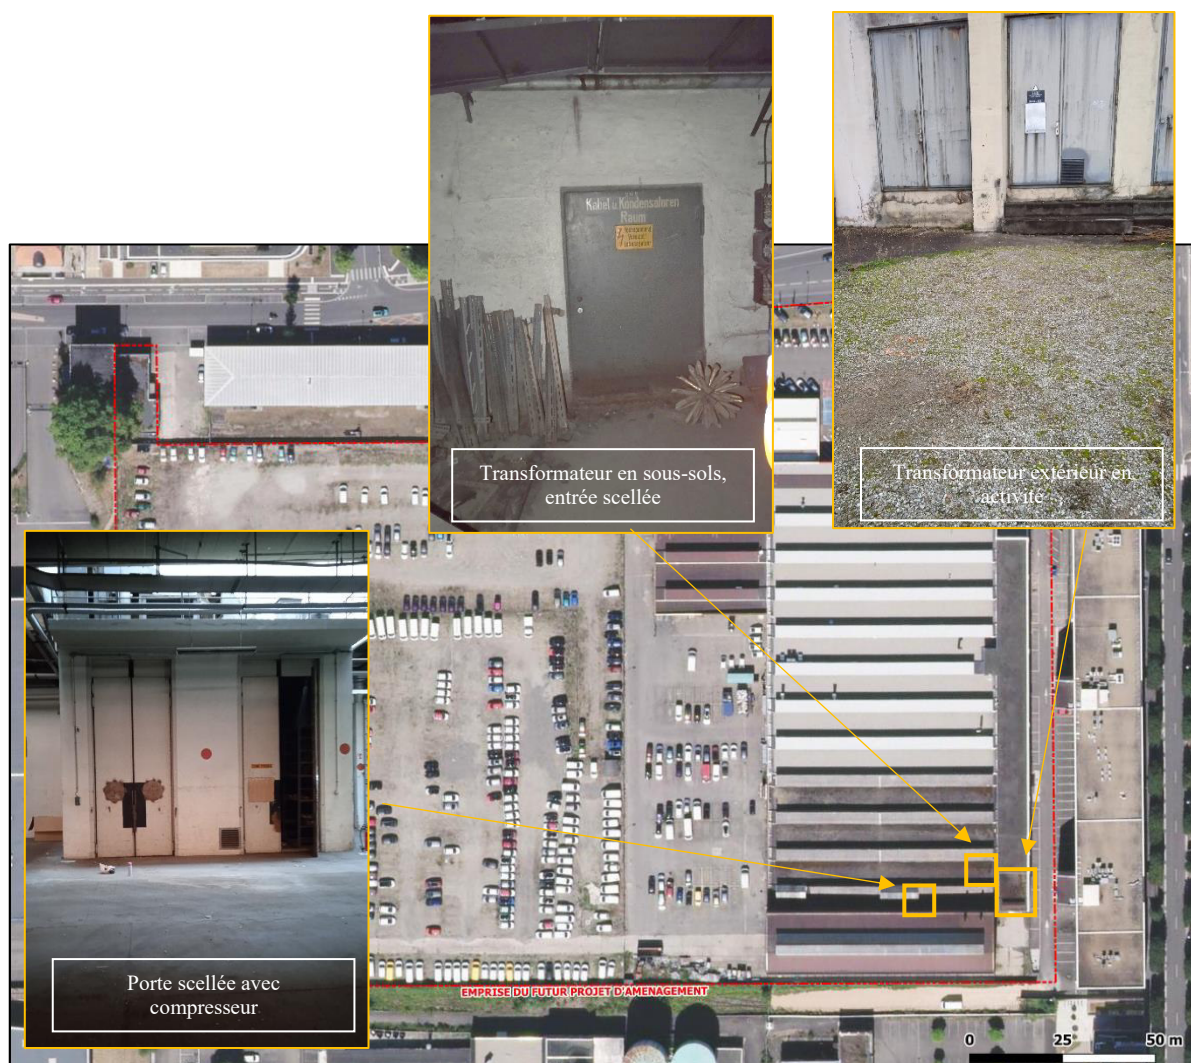 Kabel u Kondensatoren
Raum
Transformateur en sous-sols,
entrée scellée
Transformateur extérieur en
activité
Porte scellée avec
compresseur
EMPRISE DU FUTUR PROJET D'AMENAGEMENT
0 25 50 m